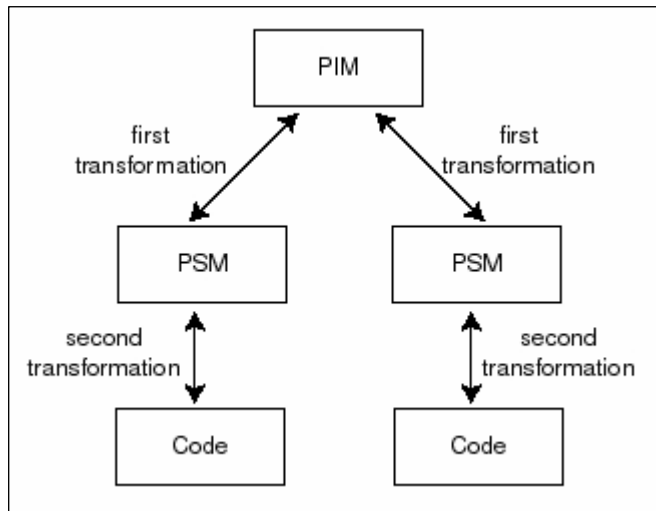 PIM
first
transformation
first
transformation
PSM
PSM
second
transformation
second
transformation
Code
Code